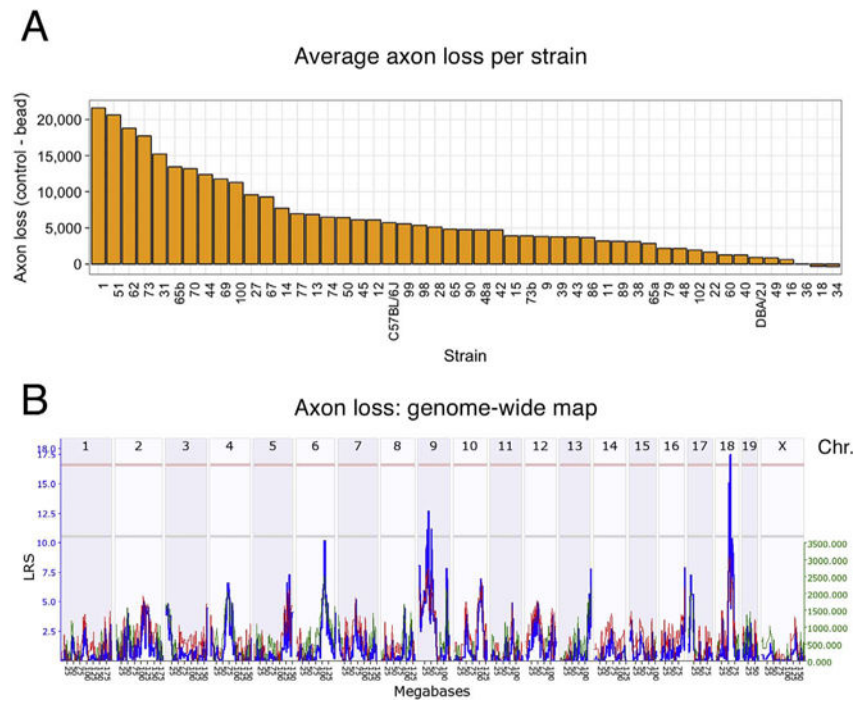 A
Average axon loss per strain
Axon loss (control - bead)
20,000
15,000
10,000
5,000
0
1 51 62 73 31 65b 70 44 69 100 27 67 14 77 13 74 50 45 12 C57BL/6J 99 98 28 65 90 48a 42 15 73b 9 39 43 86 11 89 38 65a 79 48 102 22 60 40 DBA/2J 49 16 36 18 34
Strain
B
Axon loss: genome-wide map
1 2 3 4 5 6 7 8 9 10 11 12 13 14 15 16 17 18 19 X Chr.
LRS
18.0
17.5
15.0
12.5
10.0
7.5
5.0
2.5
3500.000
3000.000
2500.000
2000.000
1500.000
1000.000
500.000
0.000
Megabases